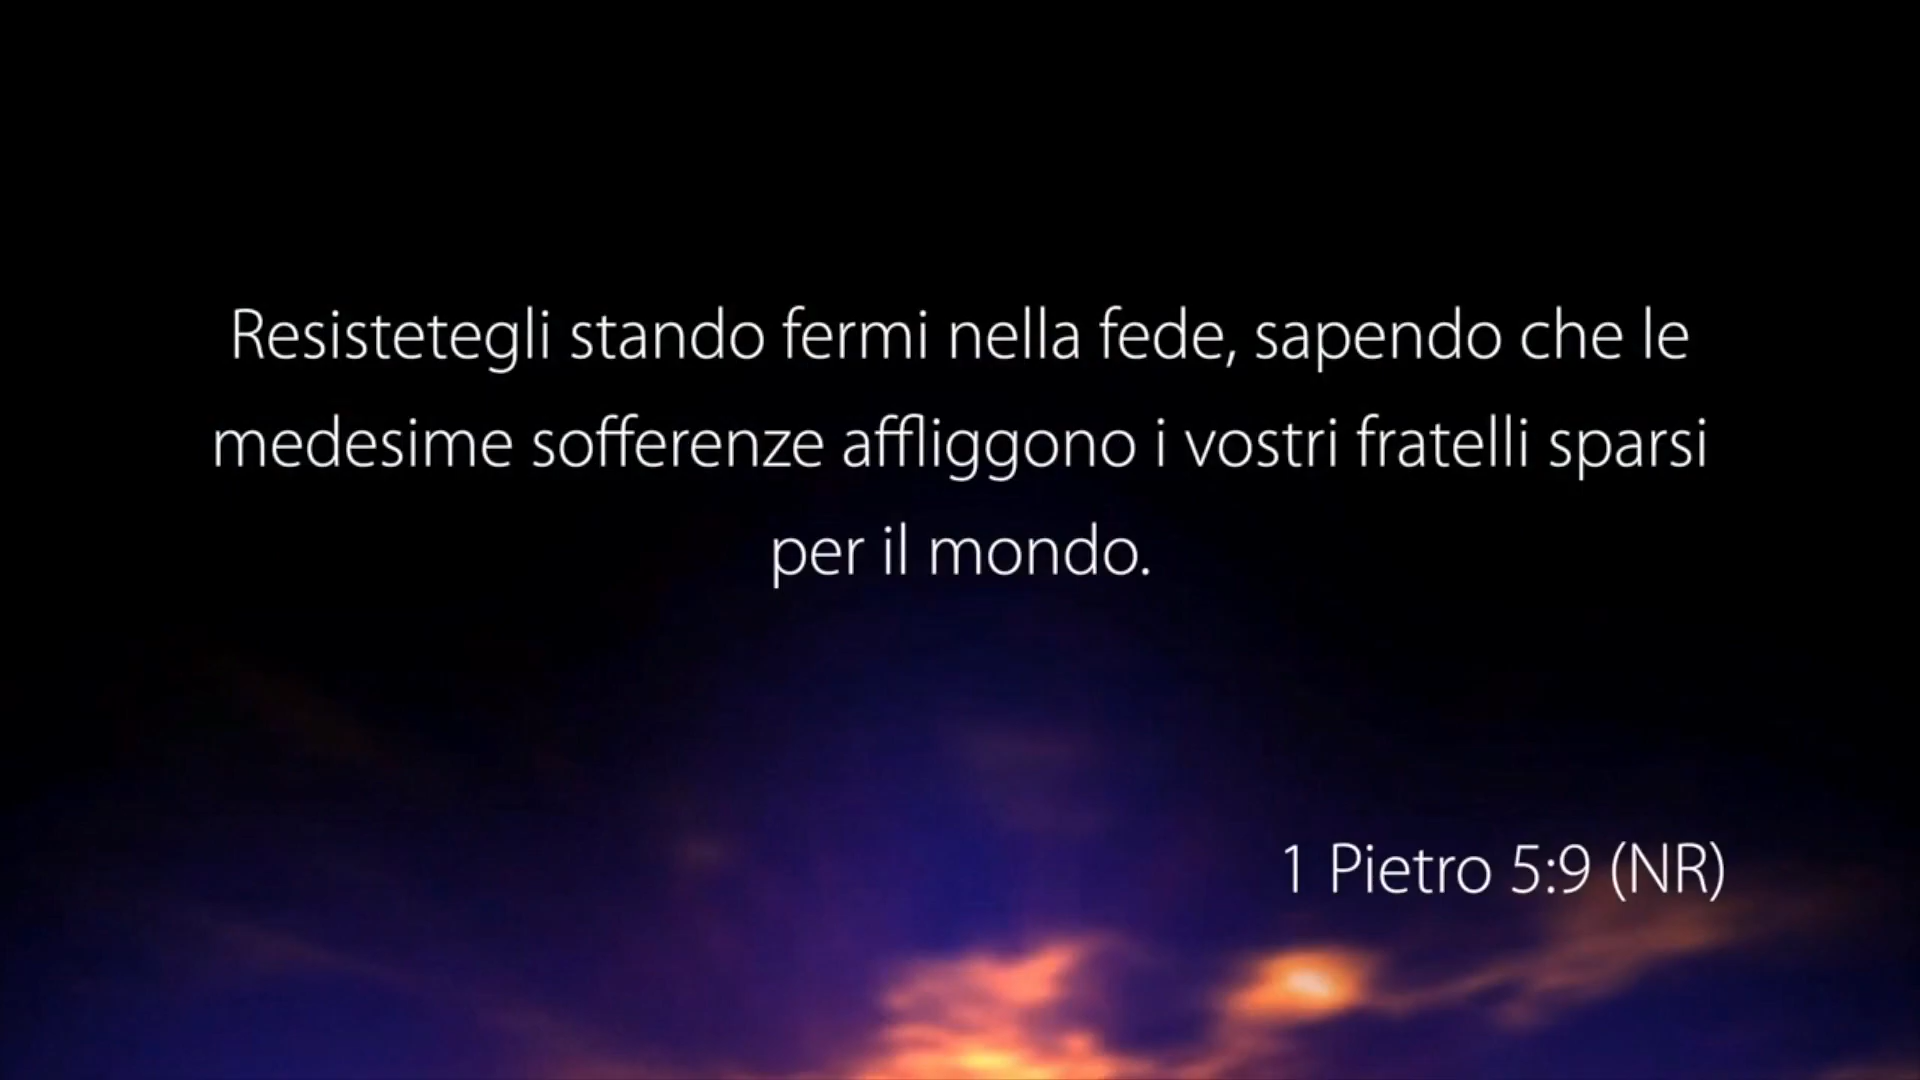 Resistetegli stando fermi nella fede, sapendo che le
medesime sofferenze affliggono i vostri fratelli sparsi
per il mondo.
1 Pietro 5:9 (NR)